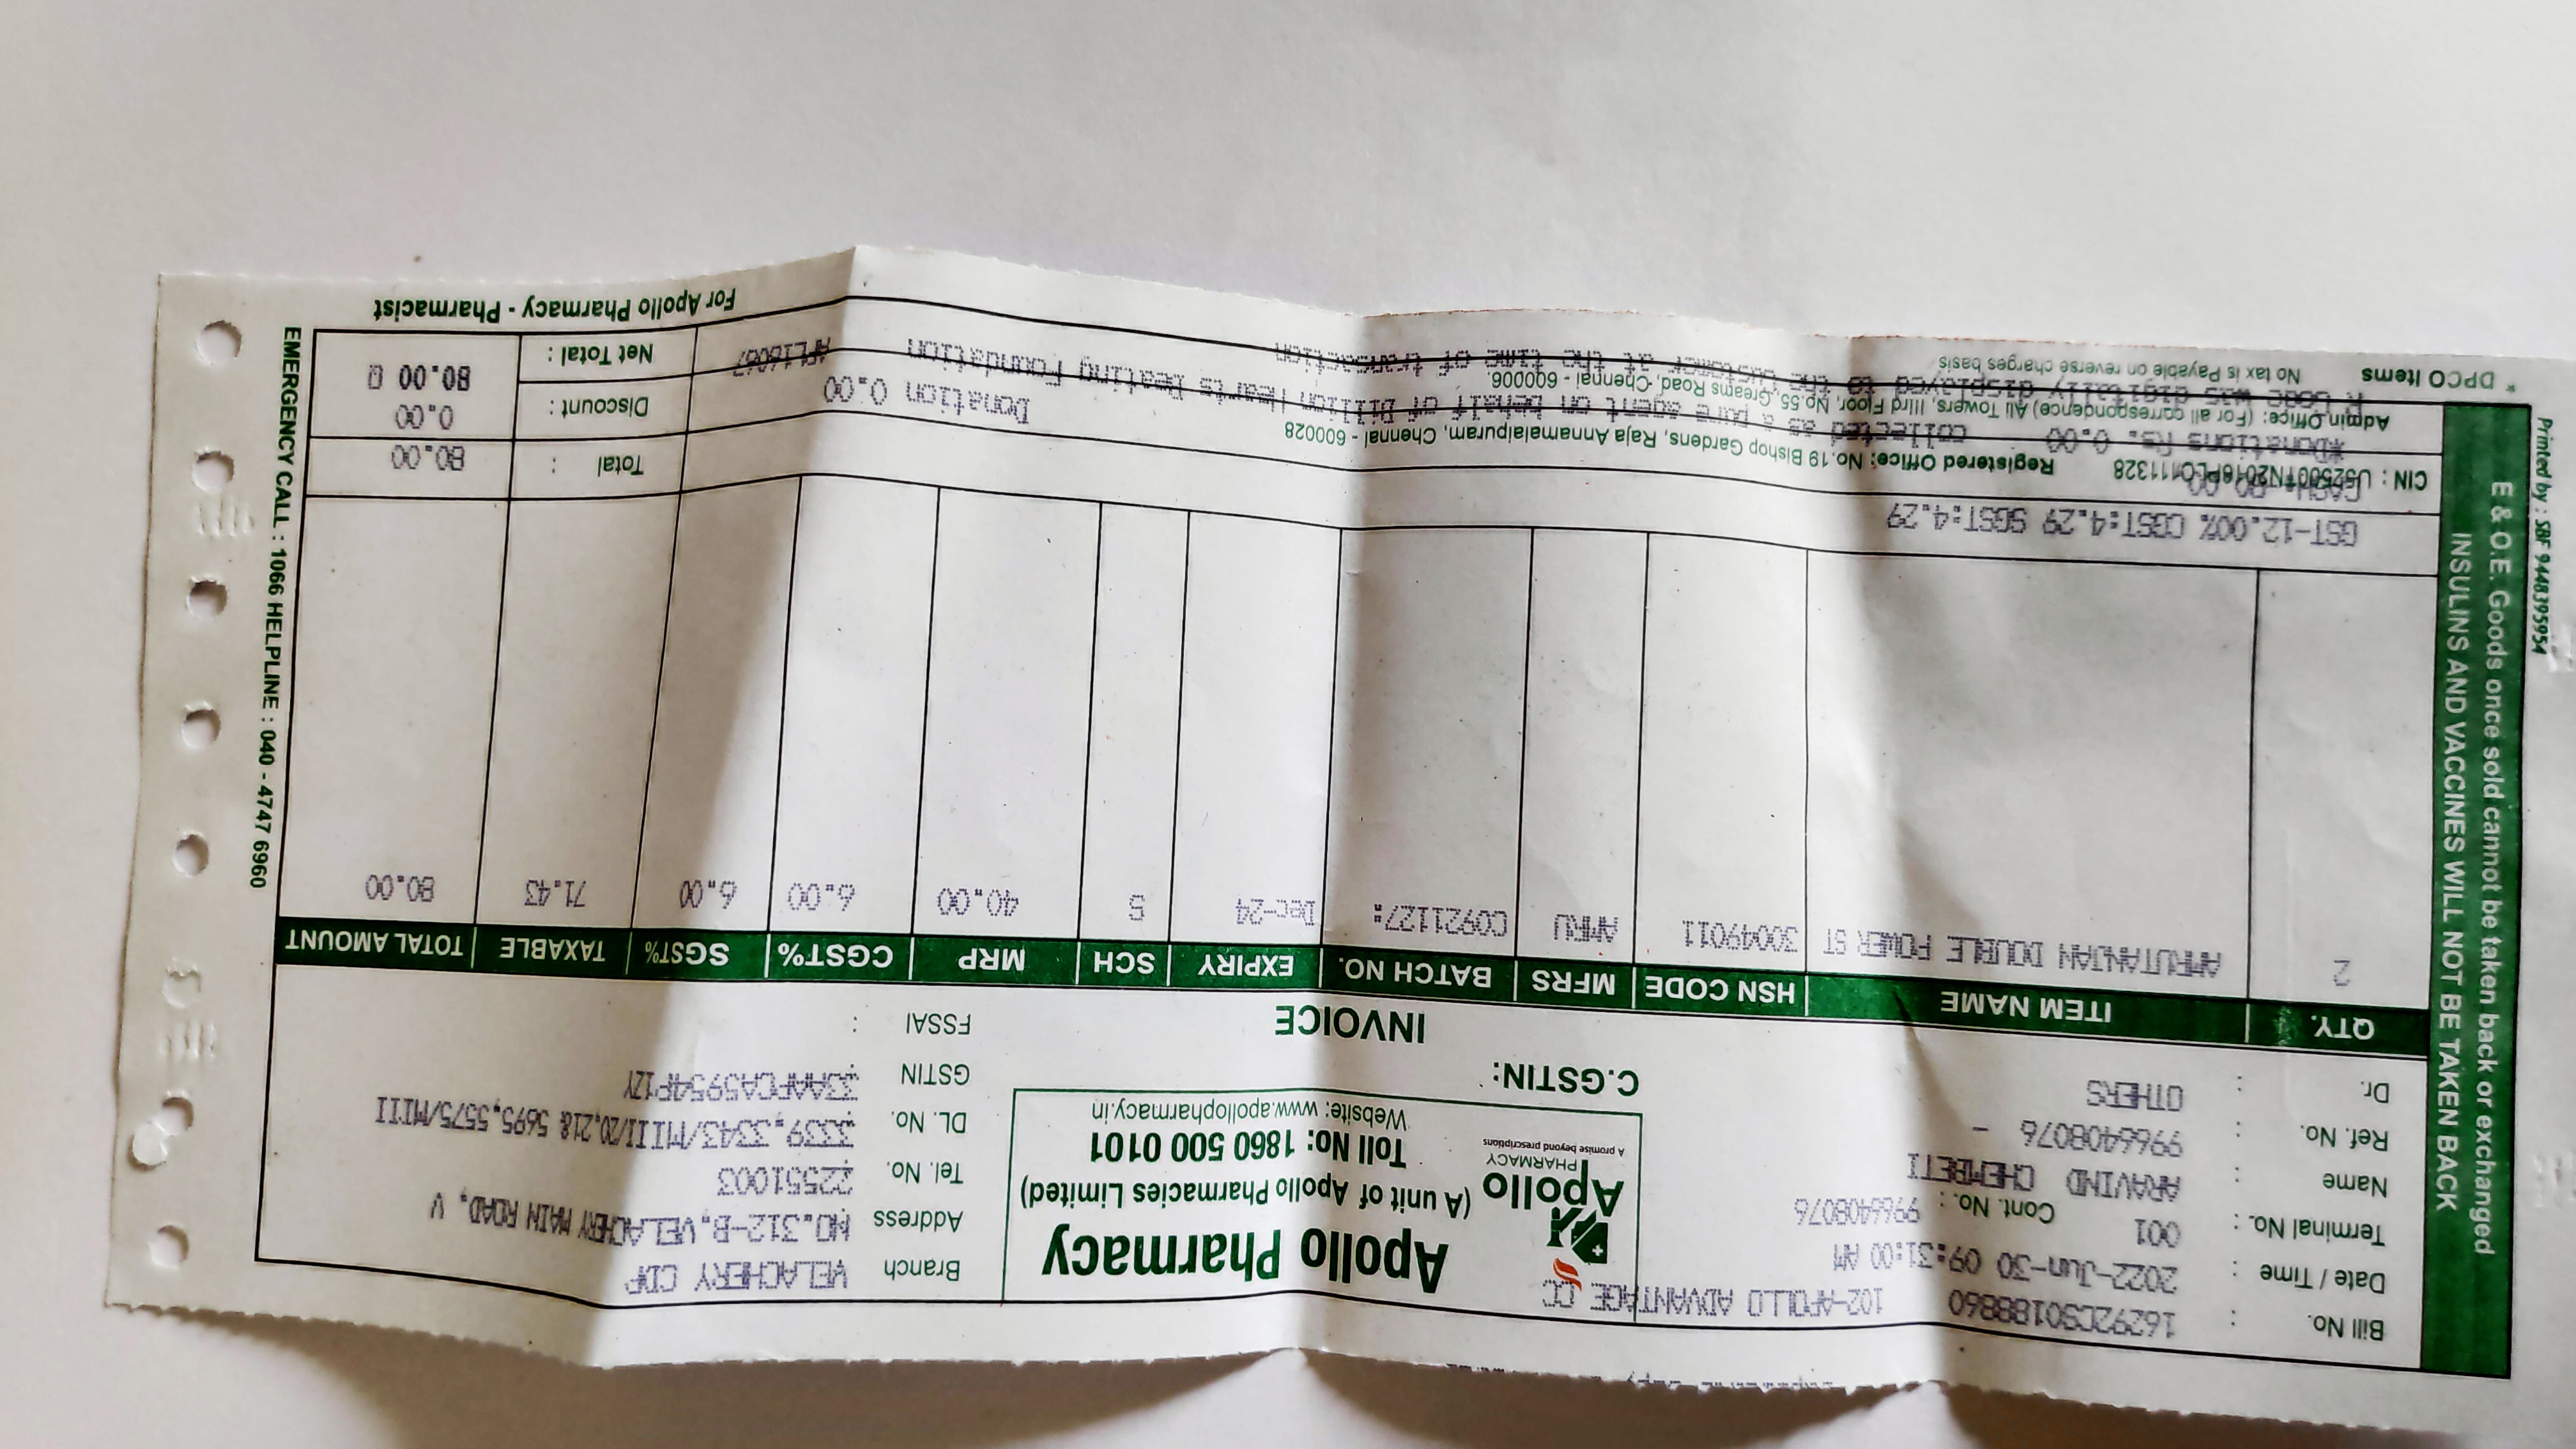 Bill No. : 16292CS0188860 102-APOLLO ADVANTAGE CC
Date / Time : 2022-Jun-30 09:31:00 AM
Terminal No. : 001 Cont. No. : 9966408076
Name : ARAVIND CHEMBETI
Ref. No. : 9966408076 -
Dr. : OTHERS
Apollo Pharmacy
(A unit of Apollo Pharmacies Limited)
Toll No: 1860 500 0101
Website: www.apollopharmacy.in
Apollo
PHARMACY
A promise beyond prescriptions
C.GSTIN:
INVOICE
Branch VELACHERY CDP
Address NO.312-B,VELACHERY MAIN ROAD, V
Tel. No. 22551003
DL. No. 3339,3343/MIII/20,21& 5695,5575/MIII
GSTIN 33AAPCA5954P1ZY
FSSAI :
QTY. ITEM NAME HSN CODE MFRS BATCH NO. EXPIRY SCH MRP CGST% SGST% TAXABLE TOTAL AMOUNT
2 AMRUTANJAN DOUBLE POWER ST 30049011 AMRU C0921127: Dec-24 5 40.00 6.00 6.00 71.43 80.00
GST-12.00% CGST:4.29 SGST:4.29
Total : 80.00
Discount : 0.00
Net Total : 80.00 Q
CIN : U52500TN2016PLC111328 Registered Office: No.19 Bishop Gardens, Raja Annamalaipuram, Chennai - 600028
*Donations Rs. 0.00 collected as a pure agent on behalf of Billion Hearts Beating Foundation
Donation 0.00
Admin Office: (For all correspondence) Ali Towers, IIIrd Floor, No.55, Greams Road, Chennai - 600006.
QR Code was digitally displayed to the customer at the time of transaction
APL16067
* DPCO Items No tax is Payable on reverse charges basis
For Apollo Pharmacy - Pharmacist
EMERGENCY CALL : 1066 HELPLINE : 040 - 4747 6960
INSULINS AND VACCINES WILL NOT BE TAKEN BACK
E & O.E. Goods once sold cannot be taken back or exchanged
Printed by : SBF 9448395954